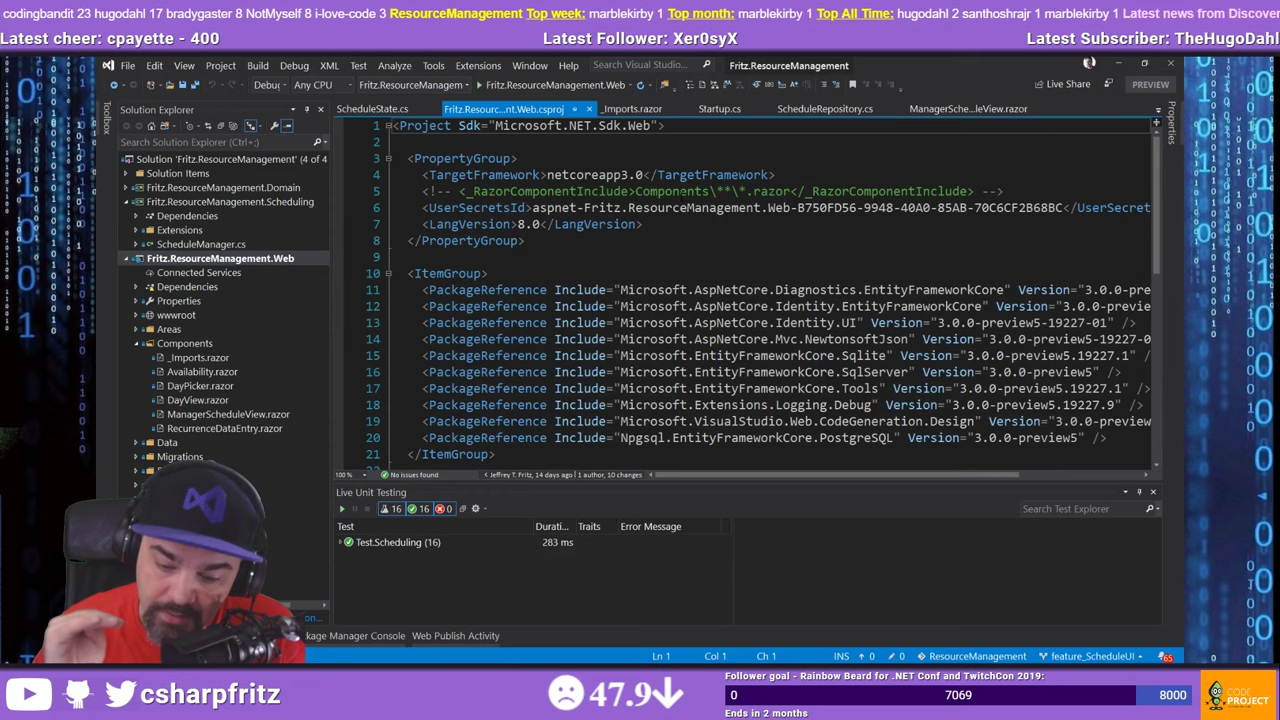 codingbandit 23 hugodahl 17 bradygaster 8 NotMyself 8 i-love-code 3 ResourceManagement Top week: marblekirby 1 Top month: marblekirby 1 Top All Time: hugodahl 2 santhoshrajr 1 marblekirby 1 Latest news from Discover
Latest cheer: cpayette - 400 Latest Follower: Xer0syX Latest Subscriber: TheHugoDahl
File Edit View Project Build Debug Team XML Test Analyze Tools Extensions Window Help Search Visual Studio Fritz.ResourceManagement
Debug Any CPU Fritz.ResourceManagem Fritz.ResourceManagement.Web Live Share PREVIEW
Toolbox
Properties
Solution Explorer
ScheduleState.cs Fritz.Resourc...nt.Web.csproj _Imports.razor Startup.cs ScheduleRepository.cs ManagerSche...leView.razor
Search Solution Explorer
Solution 'Fritz.ResourceManagement' (4 of 4
Solution Items
Fritz.ResourceManagement.Domain
Fritz.ResourceManagement.Scheduling
Dependencies
Extensions
ScheduleManager.cs
Fritz.ResourceManagement.Web
Connected Services
Dependencies
Properties
wwwroot
Areas
Components
_Imports.razor
Availability.razor
DayPicker.razor
DayView.razor
ManagerScheduleView.razor
RecurrenceDataEntry.razor
Data
Migrations
1 <Project Sdk="Microsoft.NET.Sdk.Web">
2
3 <PropertyGroup>
4 <TargetFramework>netcoreapp3.0</TargetFramework>
5 <!-- <_RazorComponentInclude>Components\**\*.razor</_RazorComponentInclude> -->
6 <UserSecretsId>aspnet-Fritz.ResourceManagement.Web-B750FD56-9948-40A0-85AB-70C6CF2B68BC</UserSecret
7 <LangVersion>8.0</LangVersion>
8 </PropertyGroup>
9
10 <ItemGroup>
11 <PackageReference Include="Microsoft.AspNetCore.Diagnostics.EntityFrameworkCore" Version="3.0.0-pre
12 <PackageReference Include="Microsoft.AspNetCore.Identity.EntityFrameworkCore" Version="3.0.0-previe
13 <PackageReference Include="Microsoft.AspNetCore.Identity.UI" Version="3.0.0-preview5-19227-01" />
14 <PackageReference Include="Microsoft.AspNetCore.Mvc.NewtonsoftJson" Version="3.0.0-preview5-19227-0
15 <PackageReference Include="Microsoft.EntityFrameworkCore.Sqlite" Version="3.0.0-preview5.19227.1" /
16 <PackageReference Include="Microsoft.EntityFrameworkCore.SqlServer" Version="3.0.0-preview5" />
17 <PackageReference Include="Microsoft.EntityFrameworkCore.Tools" Version="3.0.0-preview5.19227.1" />
18 <PackageReference Include="Microsoft.Extensions.Logging.Debug" Version="3.0.0-preview5.19227.9" />
19 <PackageReference Include="Microsoft.VisualStudio.Web.CodeGeneration.Design" Version="3.0.0-preview
20 <PackageReference Include="Npgsql.EntityFrameworkCore.PostgreSQL" Version="3.0.0-preview5" />
21 </ItemGroup>
100 % No issues found Jeffrey T. Fritz, 14 days ago | 1 author, 10 changes
Live Unit Testing
16 16 0 Search Test Explorer
Test Durati... Traits Error Message
Test.Scheduling (16) 283 ms
kage Manager Console Web Publish Activity
Ln 1 Col 1 Ch 1 INS 0 0 ResourceManagement feature_ScheduleUI 65
csharpfritz
47.9
Follower goal - Rainbow Beard for .NET Conf and TwitchCon 2019:
0 7069 8000
Ends in 2 months
CODE PROJECT